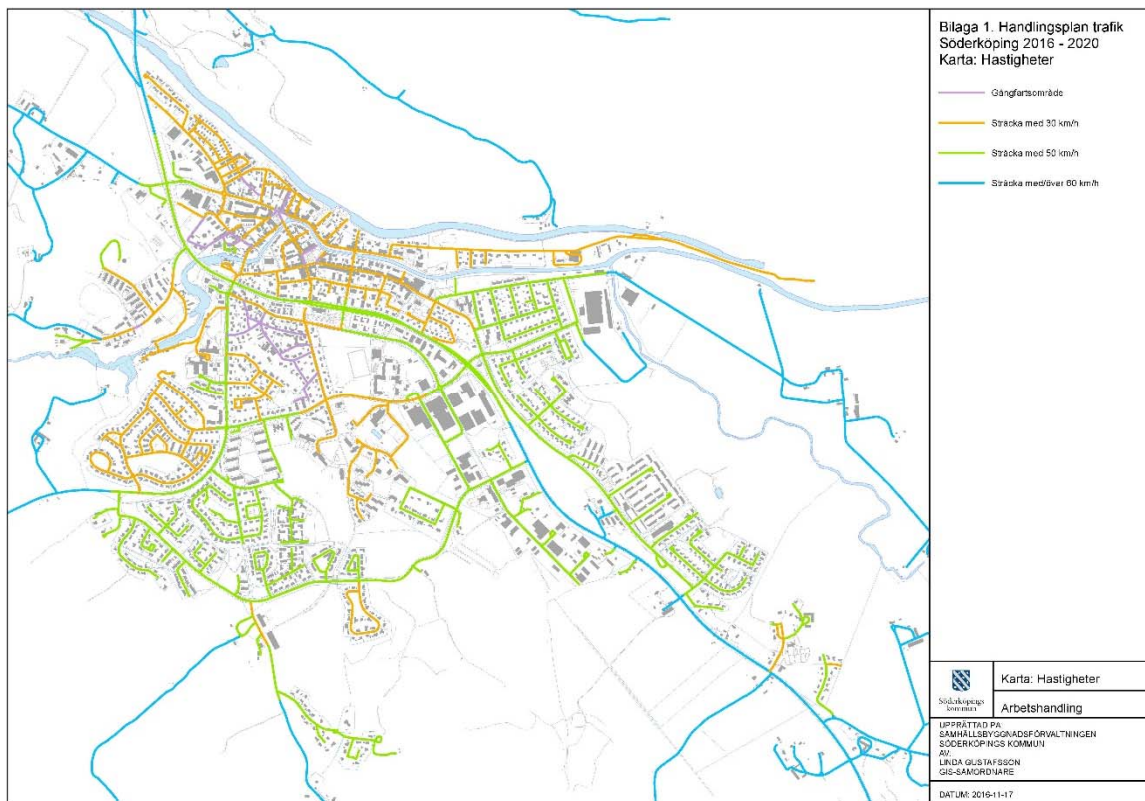 Bilaga 1. Handlingsplan trafik
Söderköping 2016 - 2020
Karta: Hastigheter
Gångfartsområde
Sträcka med 30 km/h
Sträcka med 50 km/h
Sträcka med/över 60 km/h
Söderköpings
kommun
Karta: Hastigheter
Arbetshandling
UPPRÄTTAD PÅ
SAMHÄLLSBYGGNADSFÖRVALTNINGEN
SÖDERKÖPINGS KOMMUN
AV:
LINDA GUSTAFSSON
GIS-SAMORDNARE
DATUM: 2016-11-17